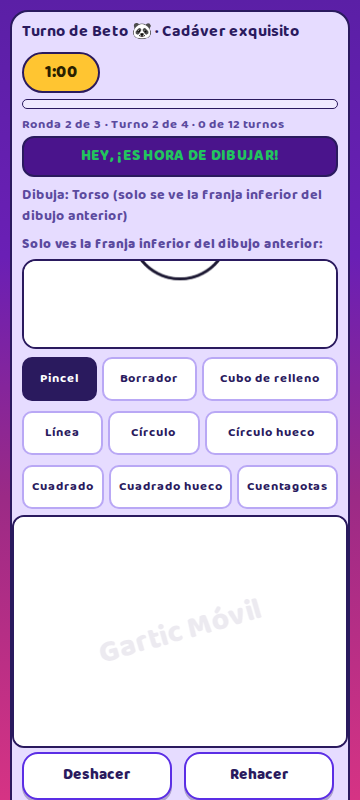 Turno de Beto 🐼 · Cadáver exquisito
1:00
Ronda 2 de 3 · Turno 2 de 4 · 0 de 12 turnos
HEY, ¡ES HORA DE DIBUJAR!
Dibuja: Torso (solo se ve la franja inferior del
dibujo anterior)
Solo ves la franja inferior del dibujo anterior:
Pincel
Borrador
Cubo de relleno
Línea
Círculo
Círculo hueco
Cuadrado
Cuadrado hueco
Cuentagotas
Gartic Móvil
Deshacer
Rehacer